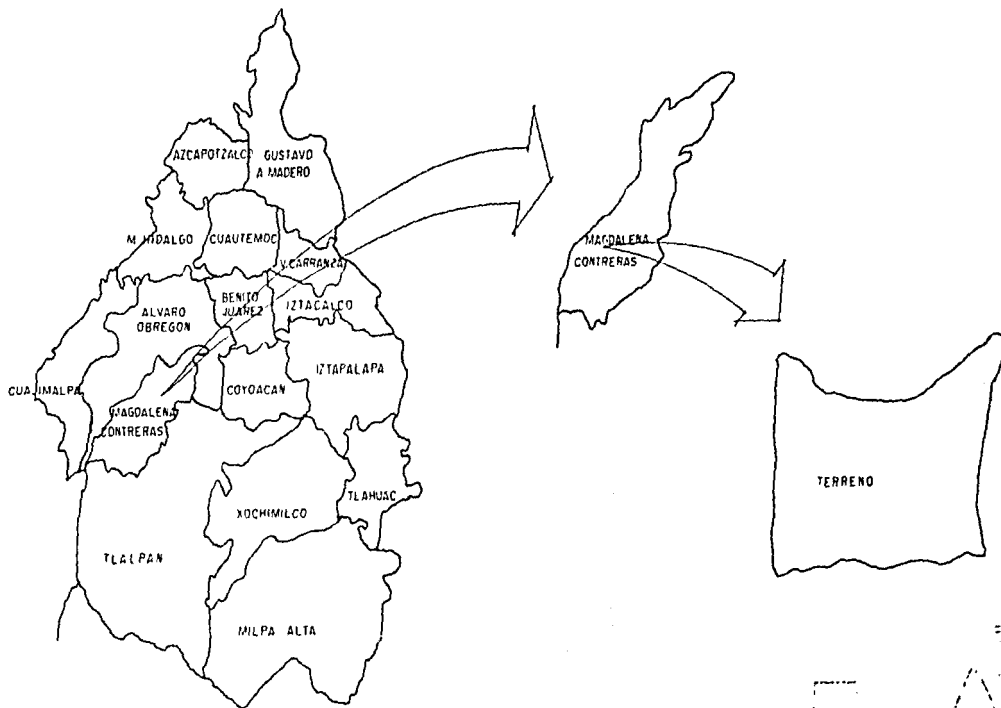 AZCAPOTZALCO
GUSTAVO
A MADERO
M. HIDALGO
CUAUTEMOC
V. CARRANZA
MAGDALENA
CONTRERAS
BENITO
JUAREZ
IZTACALCO
ALVARO
OBREGON
IZTAPALAPA
CUAJIMALPA
COYOACAN
MAGDALENA
CONTRERAS
TERRENO
TLAHUAC
XOCHIMILCO
TLALPAN
MILPA ALTA